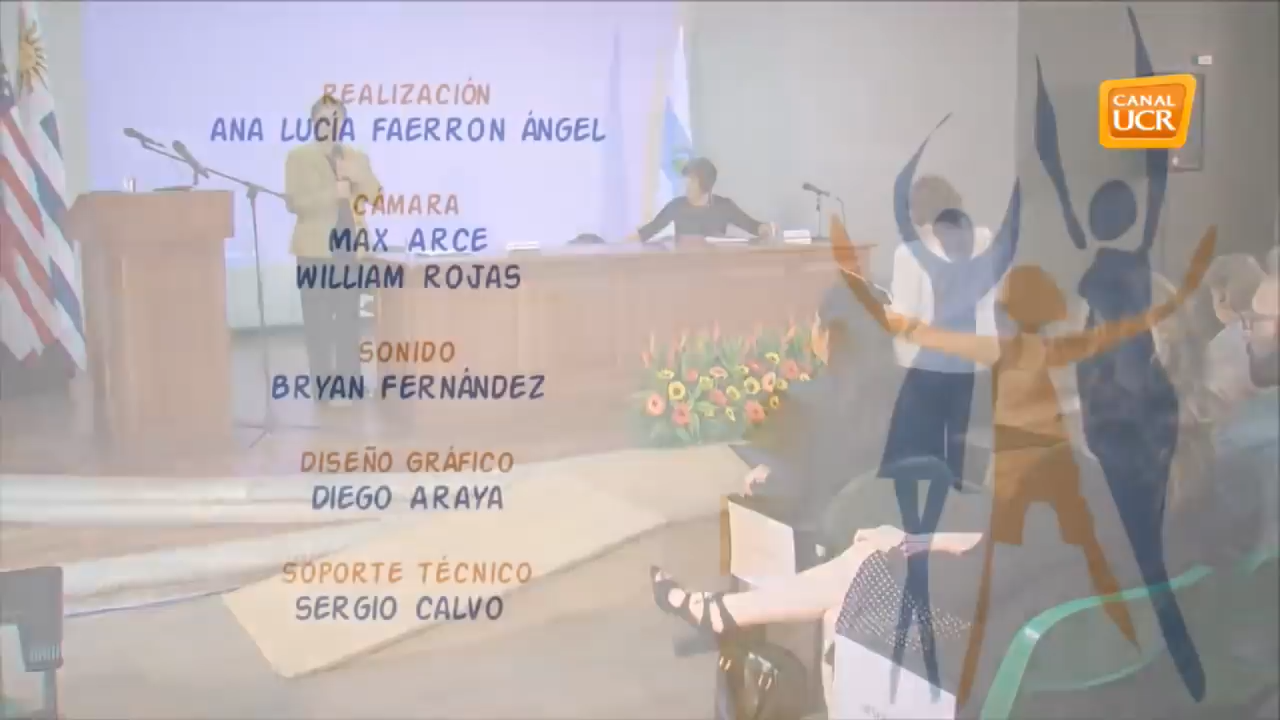 REALIZACIÓN
ANA LUCÍA FAERRON ÁNGEL
CÁMARA
MAX ARCE
WILLIAM ROJAS
SONIDO
BRYAN FERNÁNDEZ
DISEÑO GRÁFICO
DIEGO ARAYA
SOPORTE TÉCNICO
SERGIO CALVO
CANAL
UCR